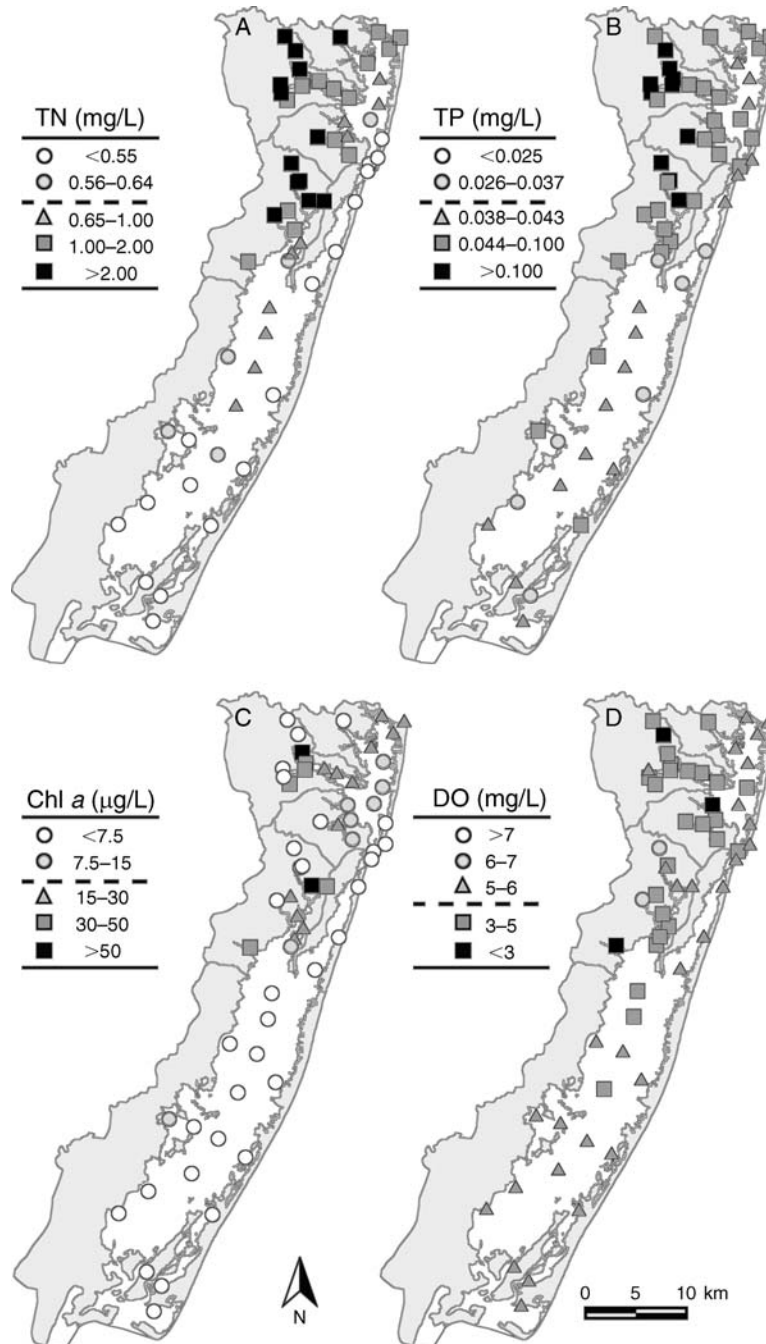 A
TN (mg/L)
<0.55
0.56–0.64
0.65–1.00
1.00–2.00
>2.00
B
TP (mg/L)
<0.025
0.026–0.037
0.038–0.043
0.044–0.100
>0.100
C
Chl a (µg/L)
<7.5
7.5–15
15–30
30–50
>50
D
DO (mg/L)
>7
6–7
5–6
3–5
<3
N
0 5 10 km